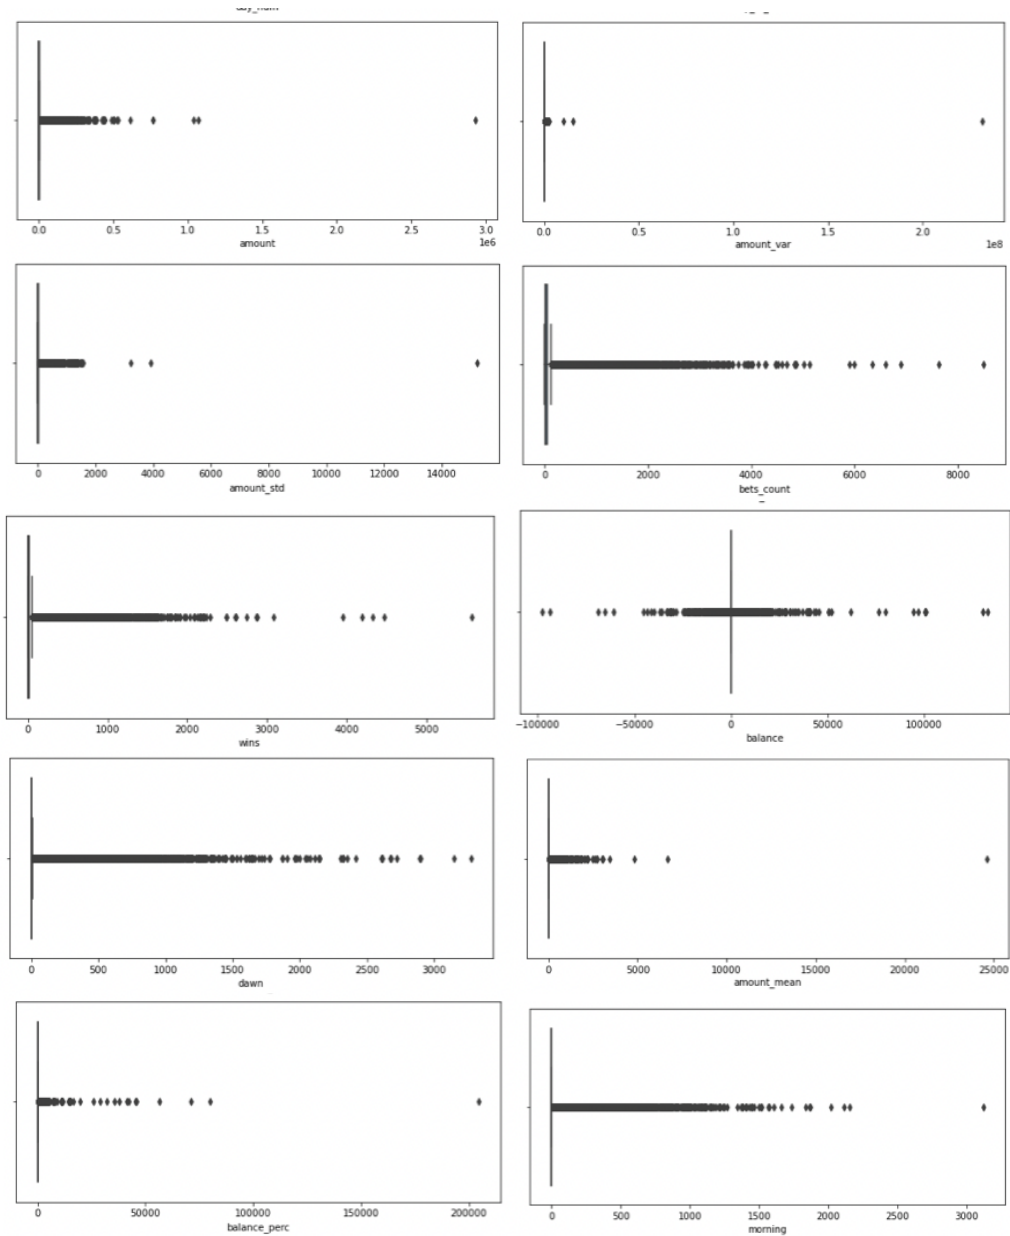 0.0 0.5 1.0 1.5 2.0 2.5 3.0
1e6
amount
0.0 0.5 1.0 1.5 2.0
1e8
amount_var
0 2000 4000 6000 8000 10000 12000 14000
amount_std
0 2000 4000 6000 8000
bets_count
0 1000 2000 3000 4000 5000
wins
−100000 −50000 0 50000 100000
balance
0 500 1000 1500 2000 2500 3000
dawn
0 5000 10000 15000 20000 25000
amount_mean
0 50000 100000 150000 200000
balance_perc
0 500 1000 1500 2000 2500 3000
morning